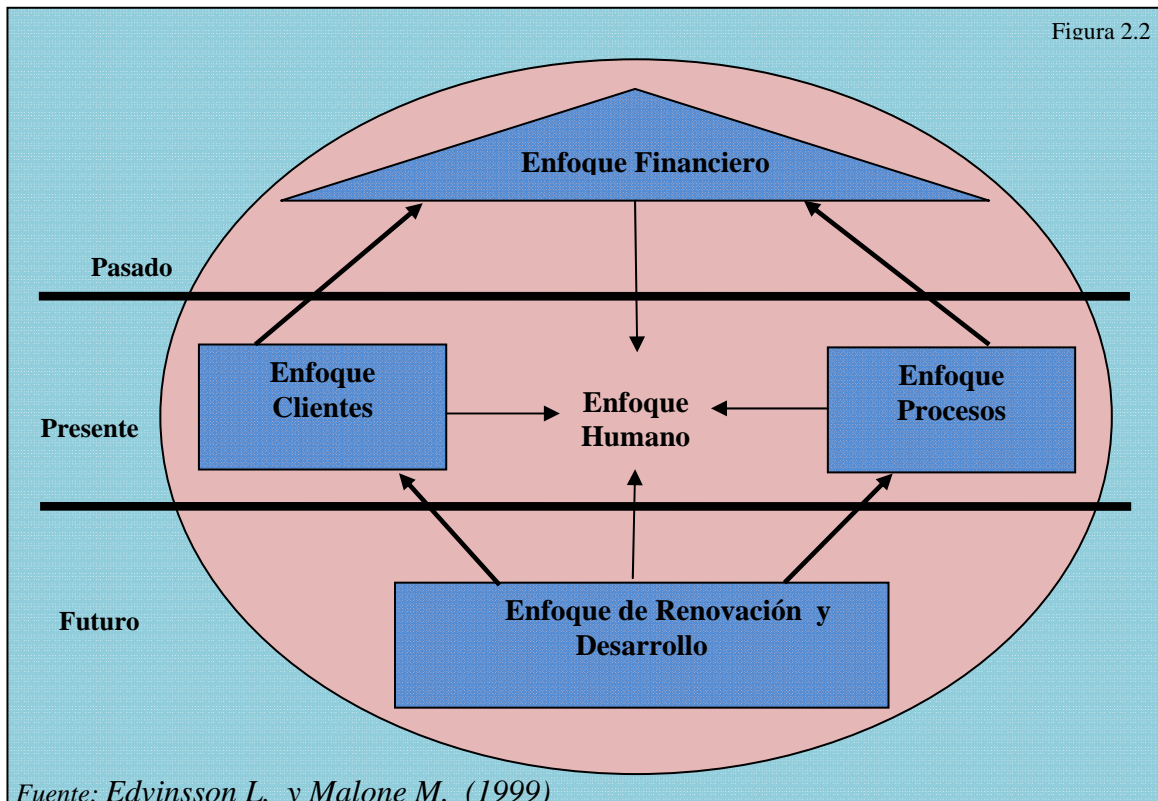 Figura 2.2
Enfoque Financiero
Pasado
Enfoque
Clientes
Enfoque
Procesos
Enfoque
Humano
Presente
Enfoque de Renovación y
Desarrollo
Futuro
Fuente: Edvinsson L. y Malone M. (1999)